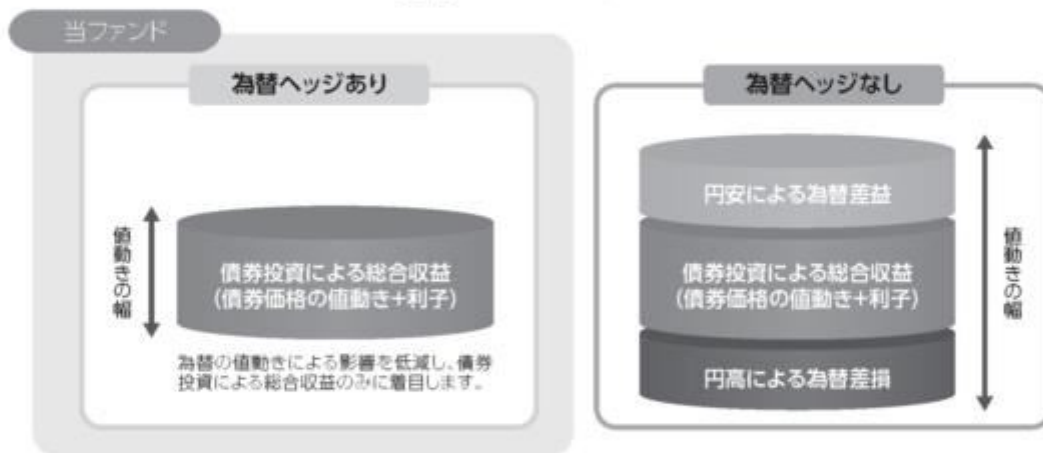 当ファンド
為替ヘッジあり
値動きの幅
債券投資による総合収益
(債券価格の値動き+利子)
為替の値動きによる影響を低減し、債券
投資による総合収益のみに着目します。
為替ヘッジなし
円安による為替差益
債券投資による総合収益
(債券価格の値動き+利子)
円高による為替差損
値動きの幅